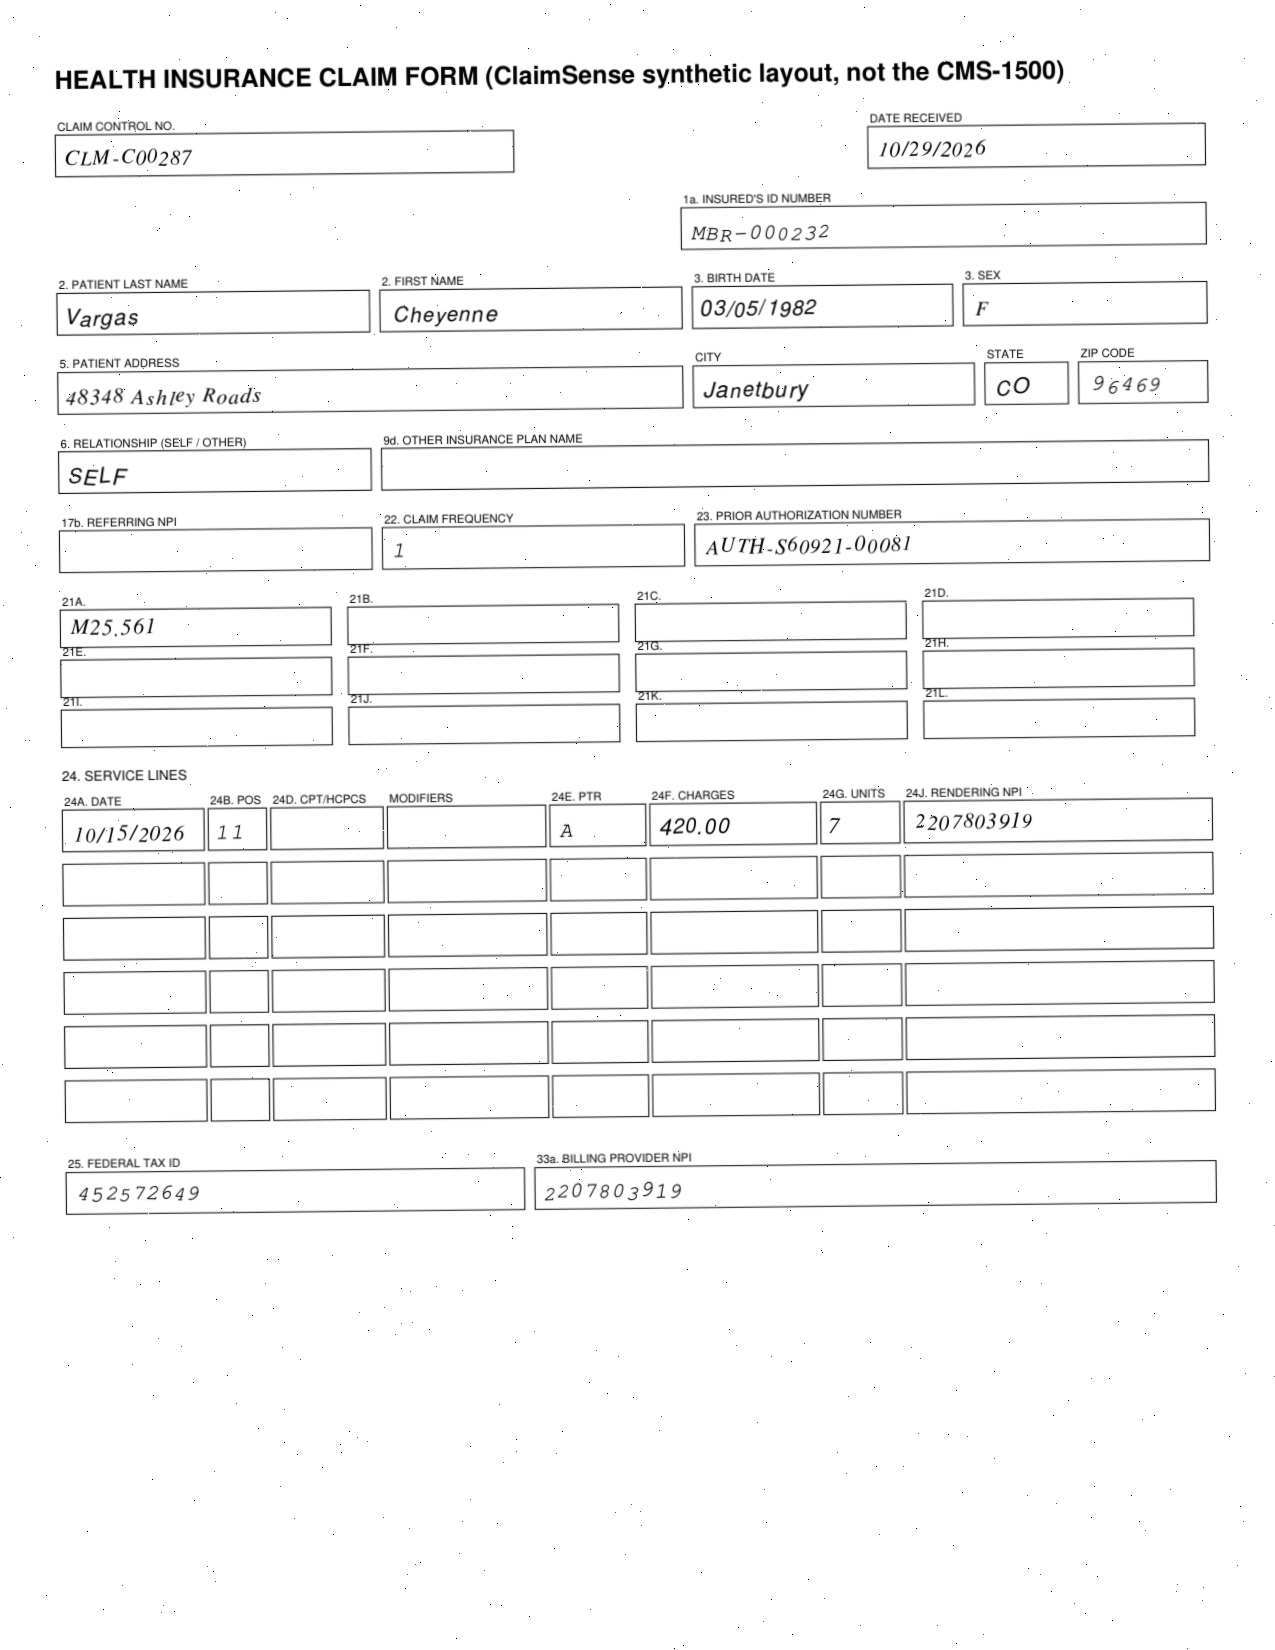 HEALTH INSURANCE CLAIM FORM (ClaimSense synthetic layout, not the CMS-1500)
CLAIM CONTROL NO.
CLM-C00287
DATE RECEIVED
10/29/2026
1a. INSURED'S ID NUMBER
MBR-000232
2. PATIENT LAST NAME
Vargas
2. FIRST NAME
Cheyenne
3. BIRTH DATE
03/05/1982
3. SEX
F
5. PATIENT ADDRESS
48348 Ashley Roads
CITY
Janetbury
STATE
CO
ZIP CODE
96469
6. RELATIONSHIP (SELF / OTHER)
SELF
9d. OTHER INSURANCE PLAN NAME
17b. REFERRING NPI
22. CLAIM FREQUENCY
1
23. PRIOR AUTHORIZATION NUMBER
AUTH-S60921-00081
21A.
M25.561
21B.
21C.
21D.
21E.
21F.
21G.
21H.
21I.
21J.
21K.
21L.
24. SERVICE LINES
24A. DATE 24B. POS 24D. CPT/HCPCS MODIFIERS 24E. PTR 24F. CHARGES 24G. UNITS 24J. RENDERING NPI
10/15/2026 11 A 420.00 7 2207803919
25. FEDERAL TAX ID
452572649
33a. BILLING PROVIDER NPI
2207803919